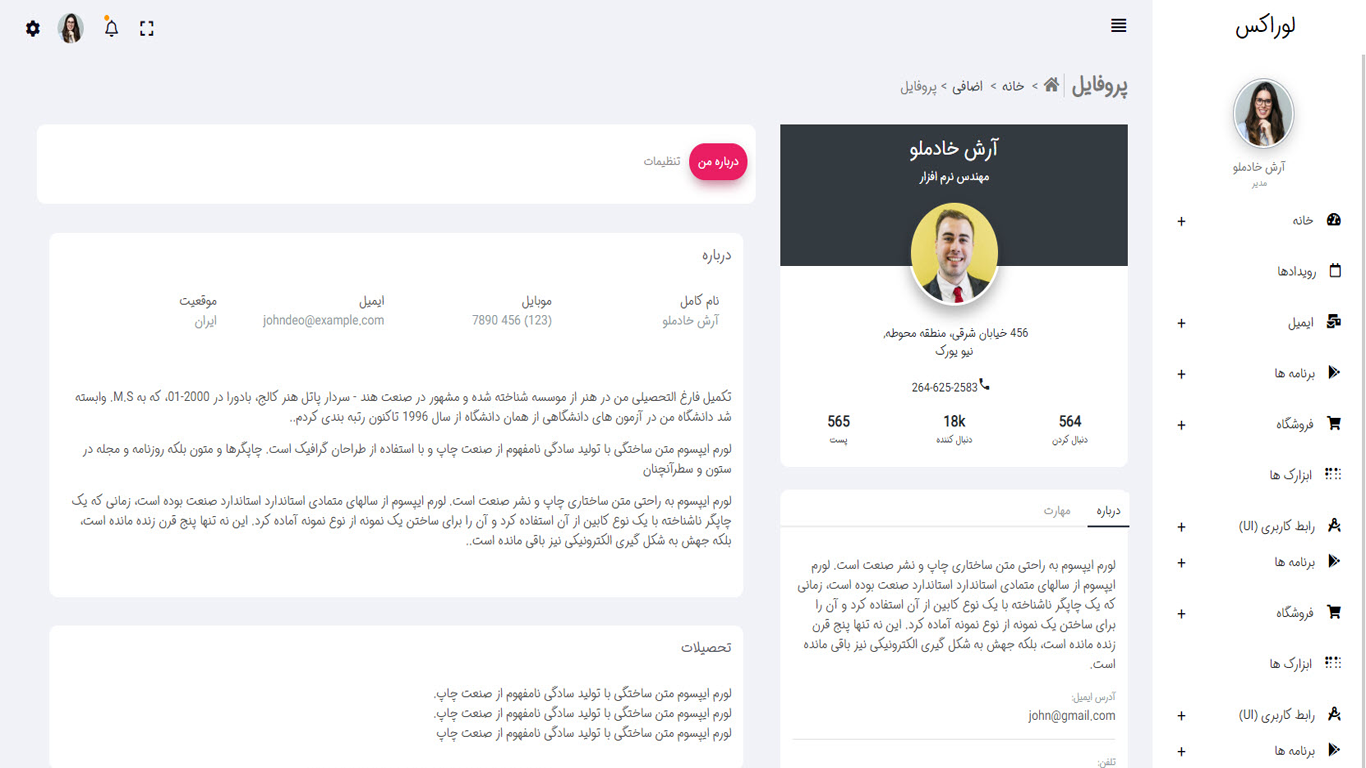 لوراکس
آرش خادملو
مدیر
خانه
رویدادها
ایمیل
برنامه ها
فروشگاه
ابزارک ها
رابط کاربری (UI)
برنامه ها
فروشگاه
ابزارک ها
رابط کاربری (UI)
برنامه ها
پروفایل
خانه > اضافی > پروفایل
آرش خادملو
مهندس نرم افزار
456 خیابان شرقی، منطقه محوطه,
نیو یورک
264-625-2583
564 18k 565
دنبال کردن دنبال کننده پست
درباره مهارت
لورم ایپسوم به راحتی متن ساختاری چاپ و نشر صنعت است. لورم
ایپسوم از سالهای متمادی استاندارد استاندارد صنعت بوده است، زمانی
که یک چاپگر ناشناخته با یک نوع کابین از آن استفاده کرد و آن را
برای ساختن یک نمونه از نوع نمونه آماده کرد. این نه تنها پنج قرن
زنده مانده است، بلکه جهش به شکل گیری الکترونیکی نیز باقی مانده
است.
آدرس ایمیل:
john@gmail.com
تلفن:
درباره من تنظیمات
درباره
نام کامل موبایل ایمیل موقعیت
آرش خادملو (123) 456 7890 johndeo@example.com ایران
تکمیل فارغ التحصیلی من در هنر از موسسه شناخته شده و مشهور در صنعت هند - سردار پاتل هنر کالج، بادورا در 2000-01، که به M.S. وابسته
شد دانشگاه من در آزمون های دانشگاهی از همان دانشگاه از سال 1996 تاکنون رتبه بندی کردم..
لورم ایپسوم متن ساختگی با تولید سادگی نامفهوم از صنعت چاپ و با استفاده از طراحان گرافیک است. چاپگرها و متون بلکه روزنامه و مجله در
ستون و سطرآنچنان
لورم ایپسوم به راحتی متن ساختاری چاپ و نشر صنعت است. لورم ایپسوم از سالهای متمادی استاندارد استاندارد صنعت بوده است، زمانی که یک
چاپگر ناشناخته با یک نوع کابین از آن استفاده کرد و آن را برای ساختن یک نمونه از نوع نمونه آماده کرد. این نه تنها پنج قرن زنده مانده است،
بلکه جهش به شکل گیری الکترونیکی نیز باقی مانده است..
تحصیلات
لورم ایپسوم متن ساختگی با تولید سادگی نامفهوم از صنعت چاپ.
لورم ایپسوم متن ساختگی با تولید سادگی نامفهوم از صنعت چاپ.
لورم ایپسوم متن ساختگی با تولید سادگی نامفهوم از صنعت چاپ